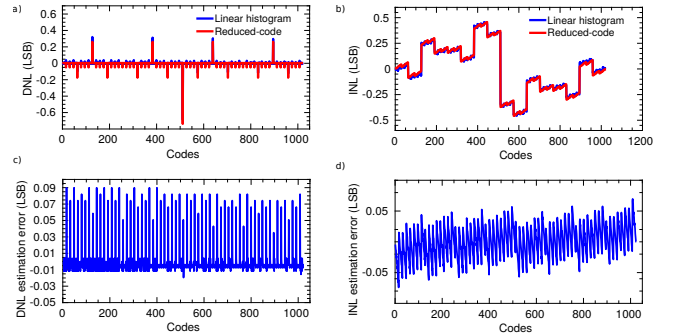 a)
Linear histogram
Reduced-code
DNL (LSB)
0.4
0.2
0
-0.2
-0.4
-0.6
0 200 400 600 800 1000
Codes
b)
Linear histogram
Reduced-code
INL (LSB)
0.5
0.25
0
-0.25
-0.5
0 200 400 600 800 1000 1200
Codes
c)
DNL estimation error (LSB)
0.09
0.07
0.05
0.03
0.01
-0.01
-0.03
-0.05
0 200 400 600 800 1000
Codes
d)
INL estimation error (LSB)
0.05
-0.05
0 200 400 600 800 1000
Codes